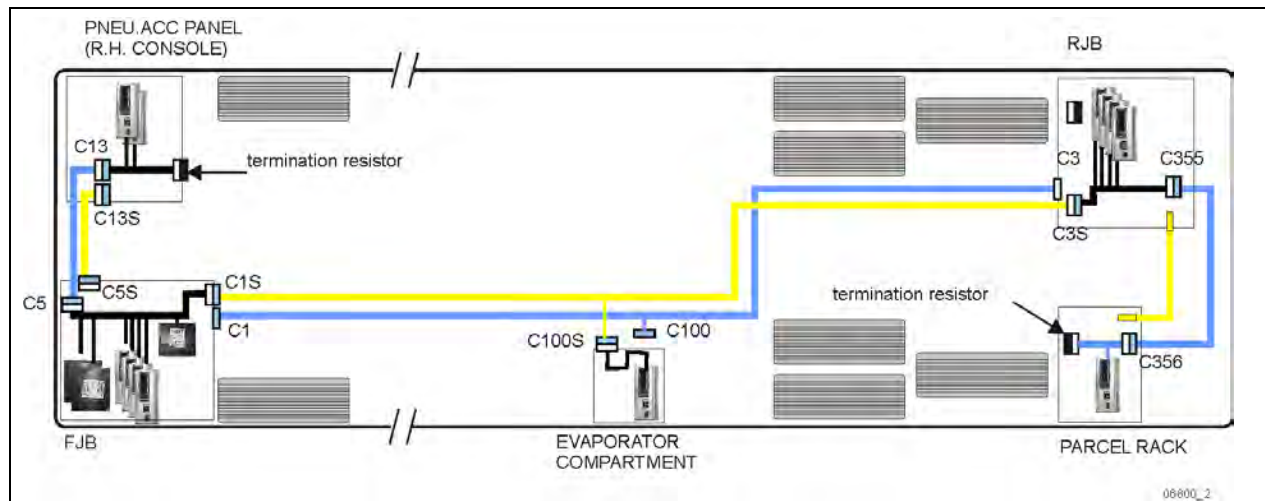 PNEU.ACC PANEL
(R.H. CONSOLE)
RJB
C13
termination resistor
C3
C355
C13S
C3S
C5
C5S
C1S
C1
termination resistor
C100S
C100
C356
FJB
EVAPORATOR
COMPARTMENT
PARCEL RACK
06800_2